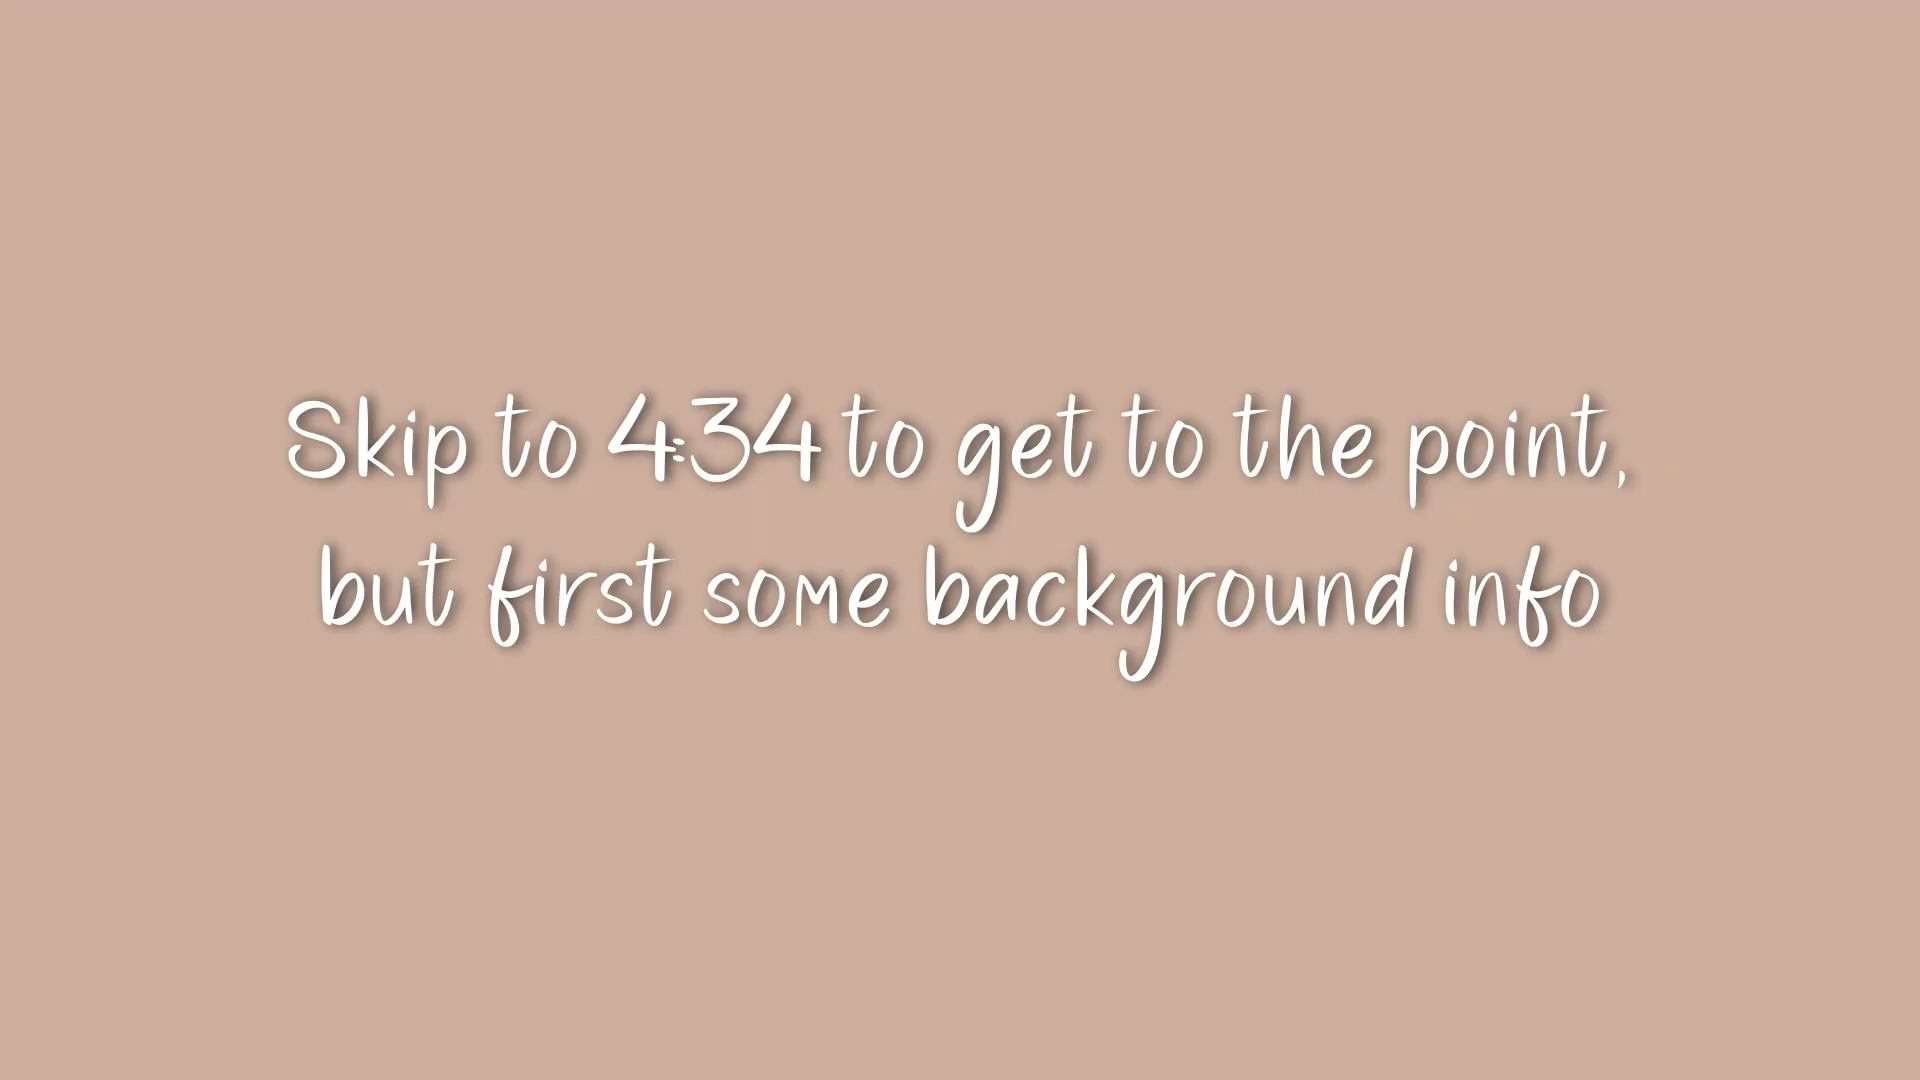 Skip to 4:34 to get to the point,
but first some background info